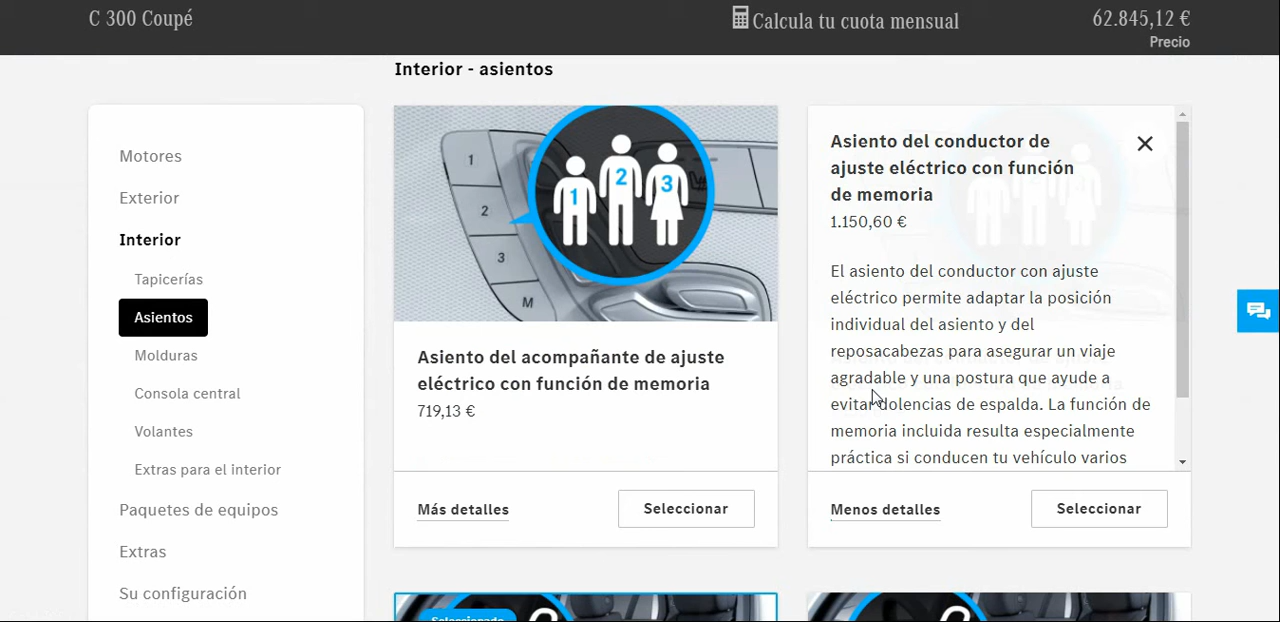 C 300 Coupé
Calcula tu cuota mensual
62.845,12 €
Precio
Interior - asientos
Motores
Exterior
Interior
Tapicerías
Asientos
Molduras
Consola central
Volantes
Extras para el interior
Paquetes de equipos
Extras
Su configuración
1
2
3
M
1
2
3
Asiento del acompañante de ajuste
eléctrico con función de memoria
719,13 €
Más detalles
Seleccionar
Asiento del conductor de
ajuste eléctrico con función
de memoria
1.150,60 €
El asiento del conductor con ajuste
eléctrico permite adaptar la posición
individual del asiento y del
reposacabezas para asegurar un viaje
agradable y una postura que ayude a
evitar dolencias de espalda. La función de
memoria incluida resulta especialmente
práctica si conducen tu vehículo varios
Menos detalles
Seleccionar
Seleccionado